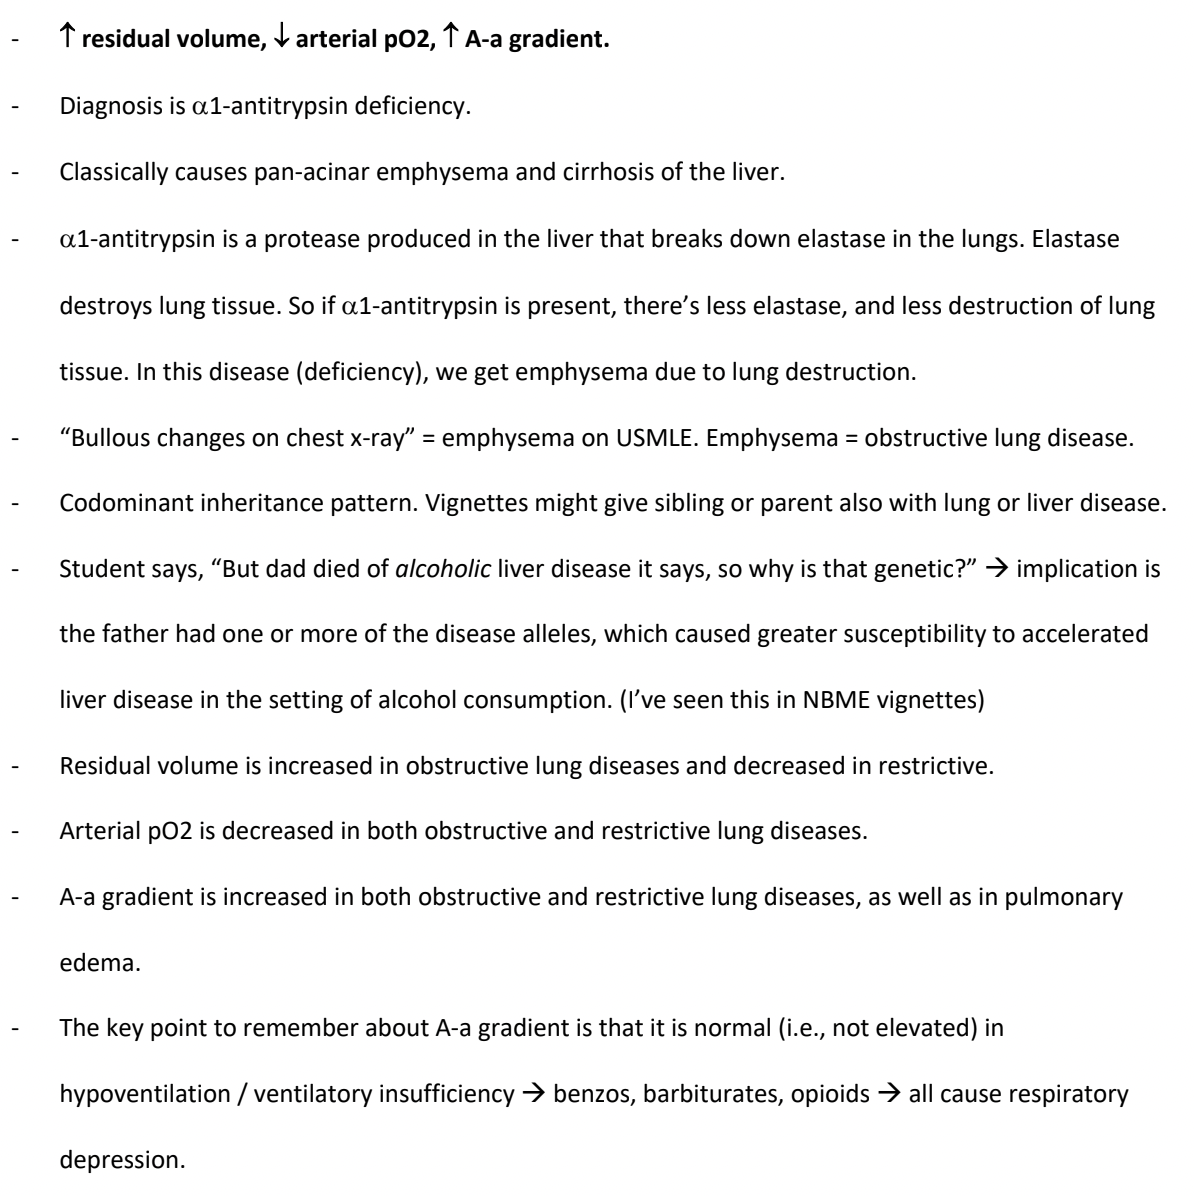 - ↑ residual volume, ↓ arterial pO2, ↑ A-a gradient.
- Diagnosis is α1-antitrypsin deficiency.
- Classically causes pan-acinar emphysema and cirrhosis of the liver.
- α1-antitrypsin is a protease produced in the liver that breaks down elastase in the lungs. Elastase
destroys lung tissue. So if α1-antitrypsin is present, there’s less elastase, and less destruction of lung
tissue. In this disease (deficiency), we get emphysema due to lung destruction.
- “Bullous changes on chest x-ray” = emphysema on USMLE. Emphysema = obstructive lung disease.
- Codominant inheritance pattern. Vignettes might give sibling or parent also with lung or liver disease.
- Student says, “But dad died of alcoholic liver disease it says, so why is that genetic?” → implication is
the father had one or more of the disease alleles, which caused greater susceptibility to accelerated
liver disease in the setting of alcohol consumption. (I’ve seen this in NBME vignettes)
- Residual volume is increased in obstructive lung diseases and decreased in restrictive.
- Arterial pO2 is decreased in both obstructive and restrictive lung diseases.
- A-a gradient is increased in both obstructive and restrictive lung diseases, as well as in pulmonary
edema.
- The key point to remember about A-a gradient is that it is normal (i.e., not elevated) in
hypoventilation / ventilatory insufficiency → benzos, barbiturates, opioids → all cause respiratory
depression.